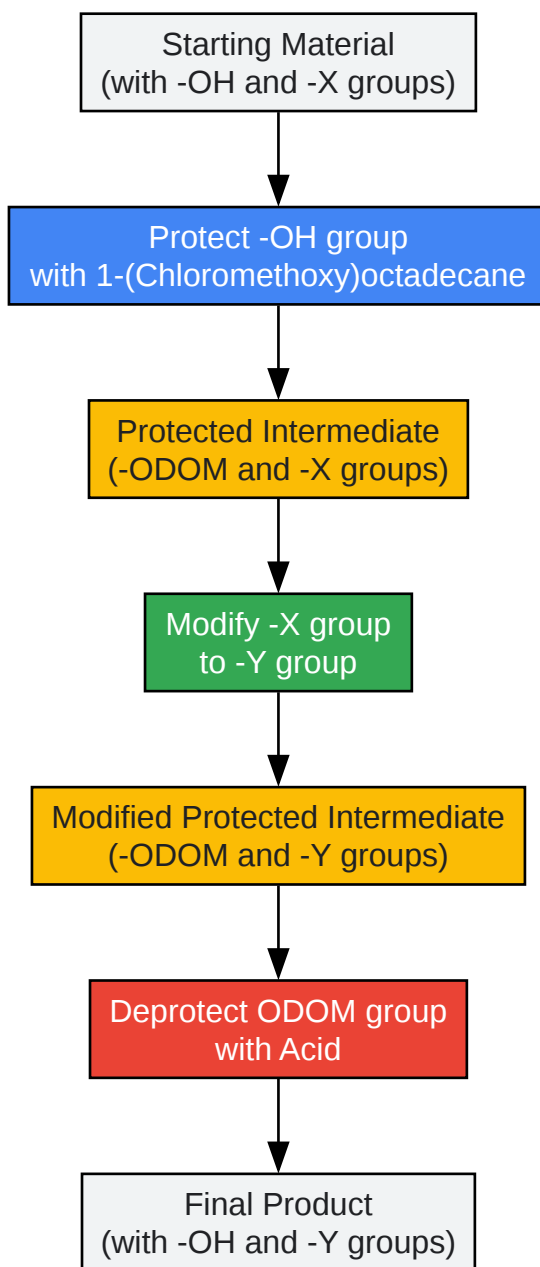 Starting Material
(with -OH and -X groups)
Protect -OH group
with 1-(Chloromethoxy)octadecane
Protected Intermediate
(-ODOM and -X groups)
Modify -X group
to -Y group
Modified Protected Intermediate
(-ODOM and -Y groups)
Deprotect ODOM group
with Acid
Final Product
(with -OH and -Y groups)